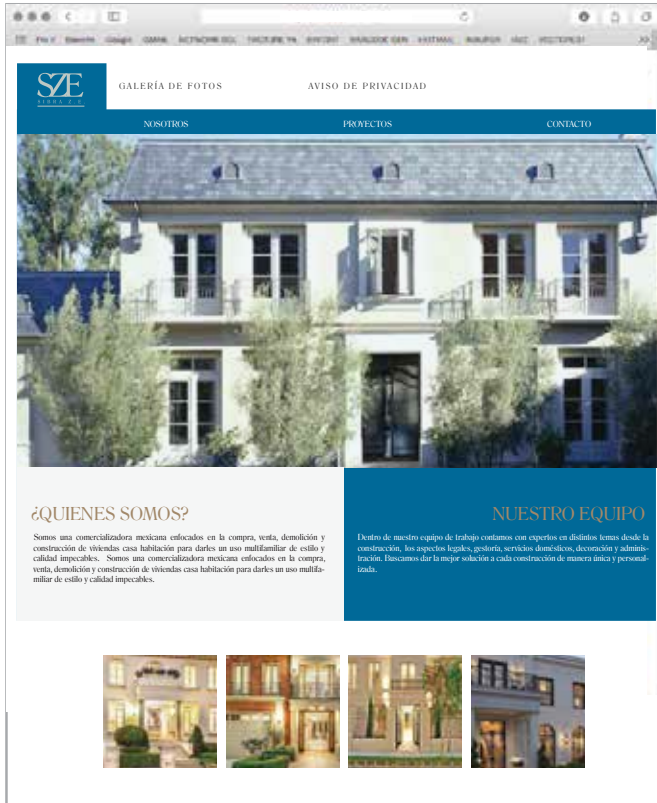 SZE
SIGMA Z.E.
GALERÍA DE FOTOS
AVISO DE PRIVACIDAD
NOSOTROS
PROYECTOS
CONTACTO
¿QUIENES SOMOS?
Somos una comercializadora mexicana enfocados en la compra, venta, demolición y
construcción de viviendas casa habitación para darles un uso multifamiliar de estilo y
calidad impecables. Somos una comercializadora mexicana enfocados en la compra,
venta, demolición y construcción de viviendas casa habitación para darles un uso multifa-
miliar de estilo y calidad impecables.
NUESTRO EQUIPO
Dentro de nuestro equipo de trabajo contamos con expertos en distintos temas desde la
construcción, los aspectos legales, gestoría, servicios domésticos, decoración y adminis-
tración. Buscamos dar la mejor solución a cada construcción de manera única y personal-
izada.